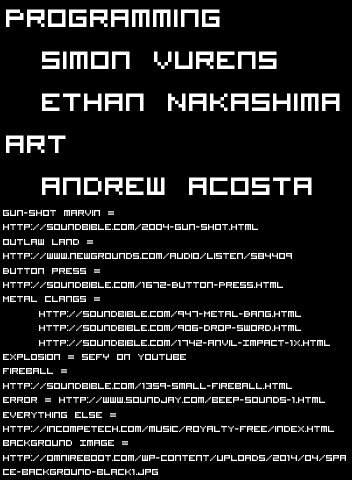 PROGRAMMING
SIMON VURENS
ETHAN NAKASHIMA
ART
ANDREW ACOSTA
GUN-SHOT MARVIN =
HTTP://SOUNDBIBLE.COM/2004-GUN-SHOT.HTML
OUTLAW LAND =
HTTP://WWW.NEWGROUNDS.COM/AUDIO/LISTEN/584409
BUTTON PRESS =
HTTP://SOUNDBIBLE.COM/1672-BUTTON-PRESS.HTML
METAL CLANGS =
HTTP://SOUNDBIBLE.COM/947-METAL-BANG.HTML
HTTP://SOUNDBIBLE.COM/906-DROP-SWORD.HTML
HTTP://SOUNDBIBLE.COM/1742-ANVIL-IMPACT-1X.HTML
EXPLOSION = SEFY ON YOUTUBE
FIREBALL =
HTTP://SOUNDBIBLE.COM/1359-SMALL-FIREBALL.HTML
ERROR = HTTP://WWW.SOUNDJAY.COM/BEEP-SOUNDS-1.HTML
EVERYTHING ELSE =
HTTP://INCOMPETECH.COM/MUSIC/ROYALTY-FREE/INDEX.HTML
BACKGROUND IMAGE =
HTTP://OMNIREBOOT.COM/WP-CONTENT/UPLOADS/2014/04/SPA
CE-BACKGROUND-BLACK1.JPG